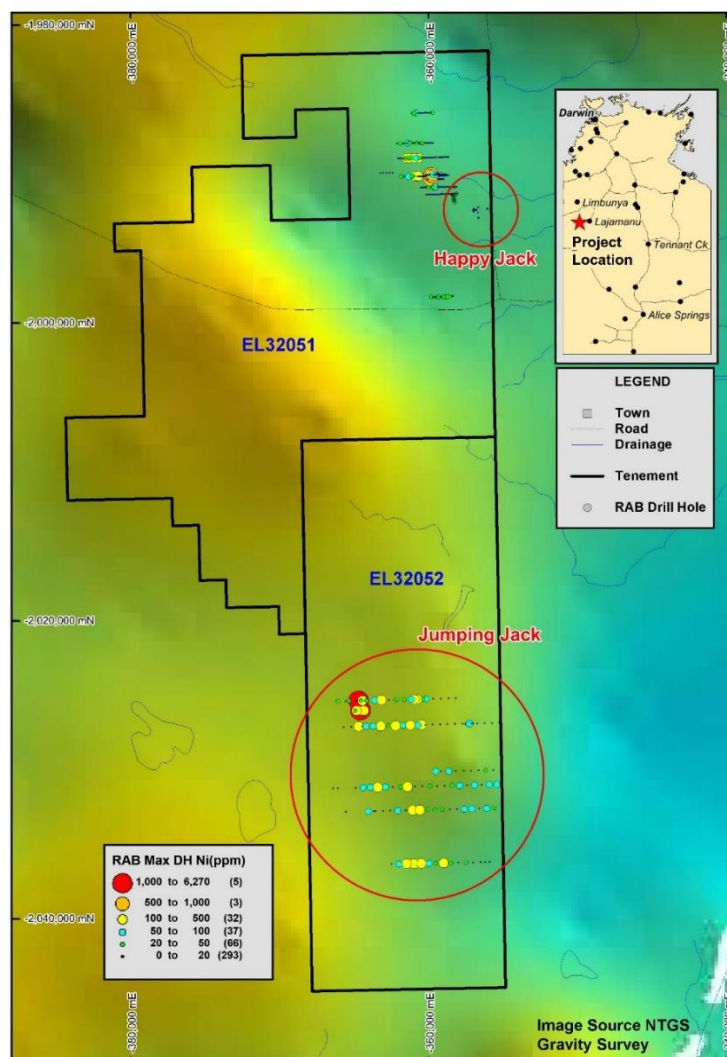 -1,980,000 mN
-380,000 mE
-360,000 mE
Darwin
Limbunya
Lajamanu
Project
Location
Tennant Ck.
Alice Springs
Happy Jack
-2,000,000 mN
EL32051
LEGEND
Town
Road
Drainage
Tenement
RAB Drill Hole
EL32052
-2,020,000 mN
Jumping Jack
RAB Max DH Ni(ppm)
1,000 to 6,270 (5)
500 to 1,000 (3)
100 to 500 (32)
50 to 100 (37)
20 to 50 (66)
0 to 20 (293)
-2,040,000 mN
-380,000 mE
-360,000 mE
Image Source NTGS
Gravity Survey